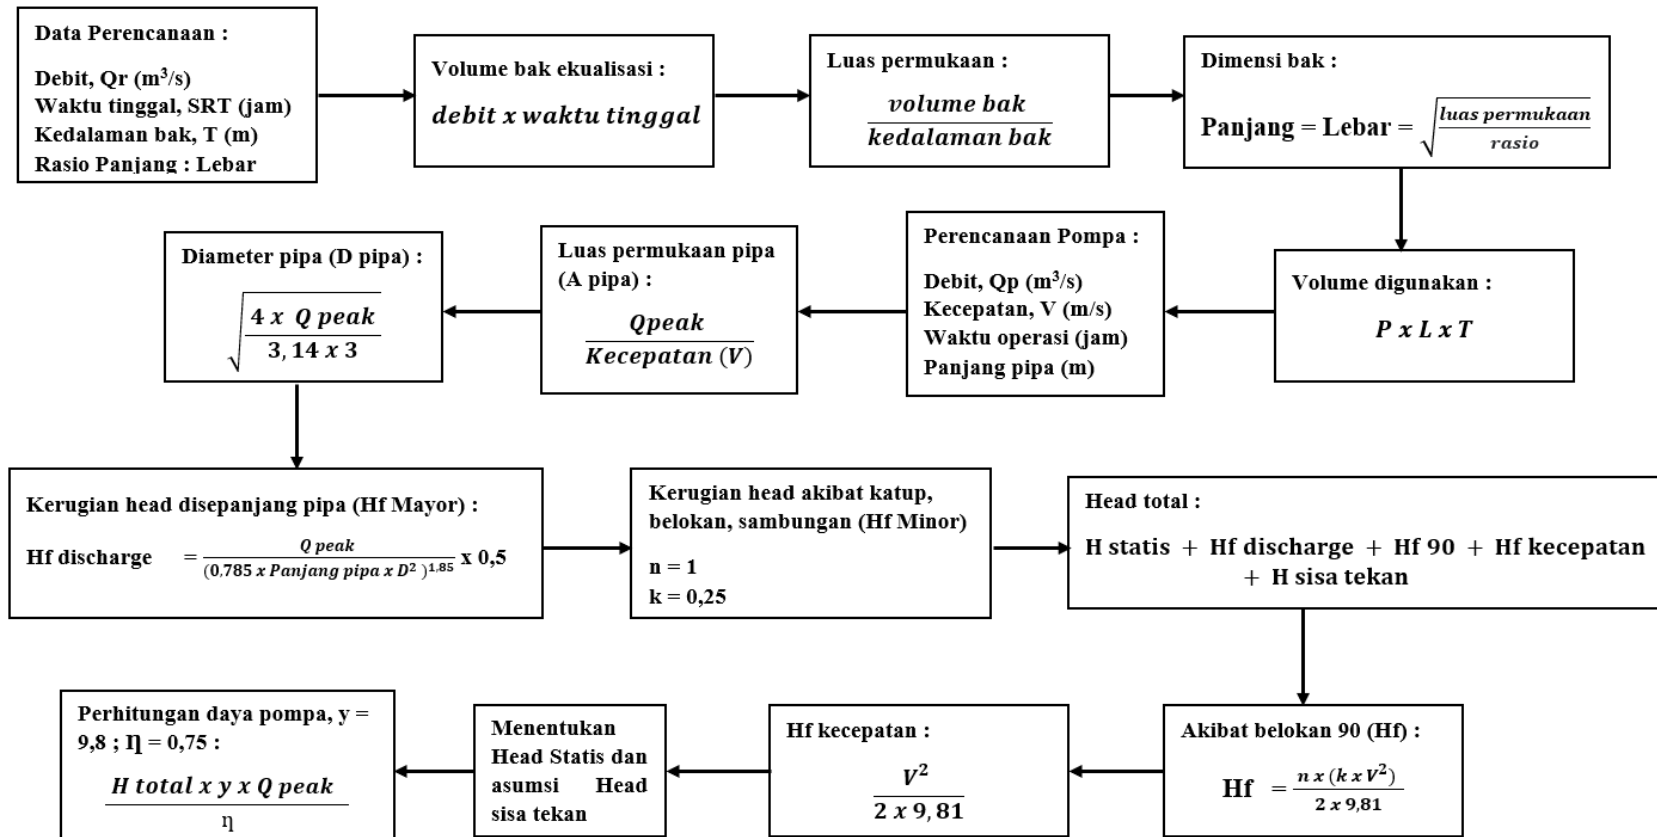 Data Perencanaan :
Debit, Qr (m³/s)
Waktu tinggal, SRT (jam)
Kedalaman bak, T (m)
Rasio Panjang : Lebar
Volume bak ekualisasi :
debit x waktu tinggal
Luas permukaan :
volume bak
kedalaman bak
Dimensi bak :
Panjang = Lebar = √(luas permukaan / rasio)
Volume digunakan :
P x L x T
Perencanaan Pompa :
Debit, Qp (m³/s)
Kecepatan, V (m/s)
Waktu operasi (jam)
Panjang pipa (m)
Luas permukaan pipa
(A pipa) :
Qpeak
Kecepatan (V)
Diameter pipa (D pipa) :
√(4 x Q peak / 3, 14 x 3)
Kerugian head disepanjang pipa (Hf Mayor) :
Hf discharge = Q peak / (0,785 x Panjang pipa x D² )^1,85 x 0,5
Kerugian head akibat katup,
belokan, sambungan (Hf Minor)
n = 1
k = 0,25
Head total :
H statis + Hf discharge + Hf 90 + Hf kecepatan
+ H sisa tekan
Akibat belokan 90 (Hf) :
Hf = n x (k x V²) / 2 x 9,81
Hf kecepatan :
V²
2 x 9,81
Menentukan
Head Statis dan
asumsi Head
sisa tekan
Perhitungan daya pompa, y =
9,8 ; Ƞ = 0,75 :
H total x y x Q peak
η